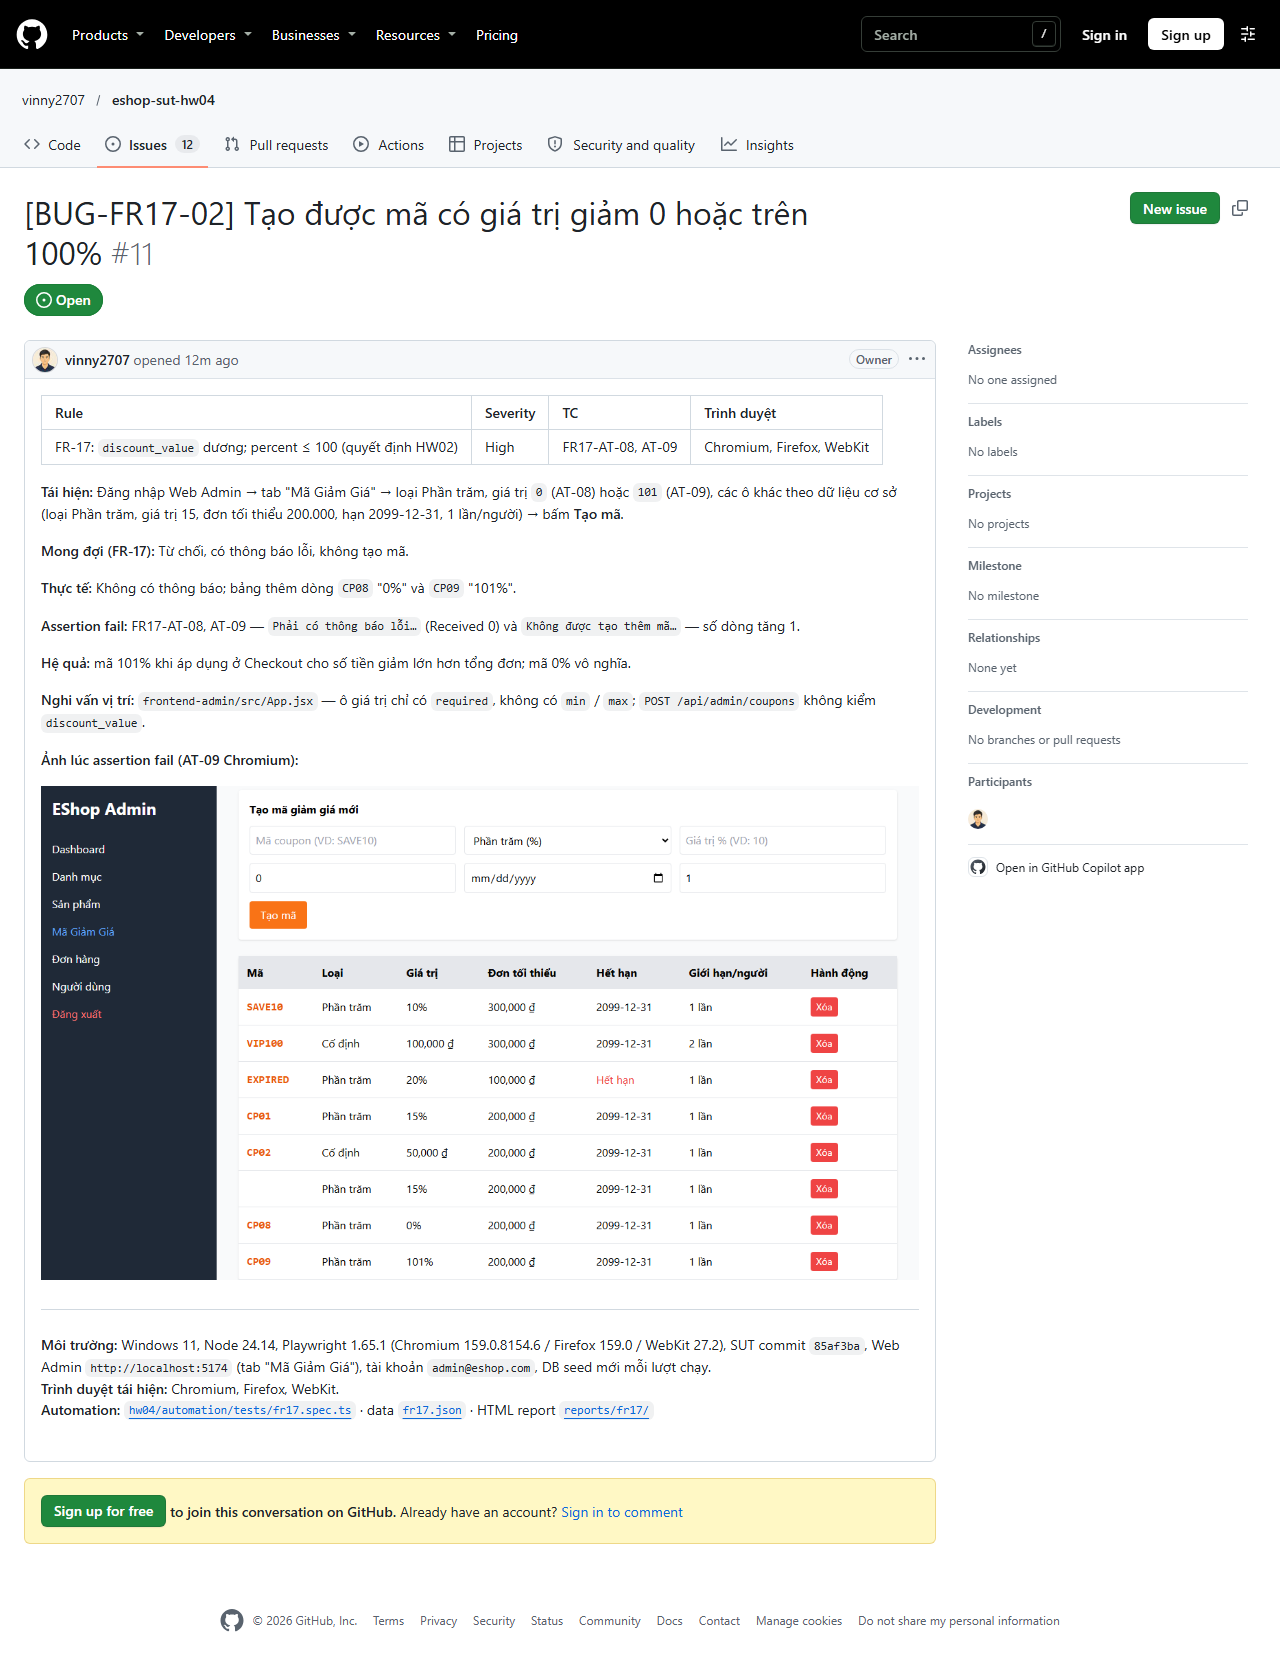 Products Developers Businesses Resources Pricing Search / Sign in Sign up
vinny2707 / eshop-sut-hw04
Code Issues 12 Pull requests Actions Projects Security and quality Insights
[BUG-FR17-02] Tạo được mã có giá trị giảm 0 hoặc trên
100% #11
New issue
Open
vinny2707 opened 12m ago Owner
Rule Severity TC Trình duyệt
FR-17: discount_value dương; percent ≤ 100 (quyết định HW02) High FR17-AT-08, AT-09 Chromium, Firefox, WebKit
Tái hiện: Đăng nhập Web Admin → tab "Mã Giảm Giá" → loại Phần trăm, giá trị 0 (AT-08) hoặc 101 (AT-09), các ô khác theo dữ liệu cơ sở
(loại Phần trăm, giá trị 15, đơn tối thiểu 200.000, hạn 2099-12-31, 1 lần/người) → bấm Tạo mã.
Mong đợi (FR-17): Từ chối, có thông báo lỗi, không tạo mã.
Thực tế: Không có thông báo; bảng thêm dòng CP08 "0%" và CP09 "101%".
Assertion fail: FR17-AT-08, AT-09 — Phải có thông báo lỗi… (Received 0) và Không được tạo thêm mã… — số dòng tăng 1.
Hệ quả: mã 101% khi áp dụng ở Checkout cho số tiền giảm lớn hơn tổng đơn; mã 0% vô nghĩa.
Nghi vấn vị trí: frontend-admin/src/App.jsx — ô giá trị chỉ có required, không có min / max; POST /api/admin/coupons không kiểm
discount_value.
Ảnh lúc assertion fail (AT-09 Chromium):
EShop Admin
Dashboard
Danh mục
Sản phẩm
Mã Giảm Giá
Đơn hàng
Người dùng
Đăng xuất
Tạo mã giảm giá mới
Mã coupon (VD: SAVE10) Phần trăm (%) Giá trị % (VD: 10)
0 mm/dd/yyyy 1
Tạo mã
Mã Loại Giá trị Đơn tối thiểu Hết hạn Giới hạn/người Hành động
SAVE10 Phần trăm 10% 300,000 ₫ 2099-12-31 1 lần Xóa
VIP100 Cố định 100,000 ₫ 300,000 ₫ 2099-12-31 2 lần Xóa
EXPIRED Phần trăm 20% 100,000 ₫ Hết hạn 1 lần Xóa
CP01 Phần trăm 15% 200,000 ₫ 2099-12-31 1 lần Xóa
CP02 Cố định 50,000 ₫ 200,000 ₫ 2099-12-31 1 lần Xóa
Phần trăm 15% 200,000 ₫ 2099-12-31 1 lần Xóa
CP08 Phần trăm 0% 200,000 ₫ 2099-12-31 1 lần Xóa
CP09 Phần trăm 101% 200,000 ₫ 2099-12-31 1 lần Xóa
Môi trường: Windows 11, Node 24.14, Playwright 1.65.1 (Chromium 159.0.8154.6 / Firefox 159.0 / WebKit 27.2), SUT commit 85af3ba, Web
Admin http://localhost:5174 (tab "Mã Giảm Giá"), tài khoản admin@eshop.com, DB seed mới mỗi lượt chạy.
Trình duyệt tái hiện: Chromium, Firefox, WebKit.
Automation: hw04/automation/tests/fr17.spec.ts · data fr17.json · HTML report reports/fr17/
Assignees
No one assigned
Labels
No labels
Projects
No projects
Milestone
No milestone
Relationships
None yet
Development
No branches or pull requests
Participants
Open in GitHub Copilot app
Sign up for free to join this conversation on GitHub. Already have an account? Sign in to comment
© 2026 GitHub, Inc. Terms Privacy Security Status Community Docs Contact Manage cookies Do not share my personal information